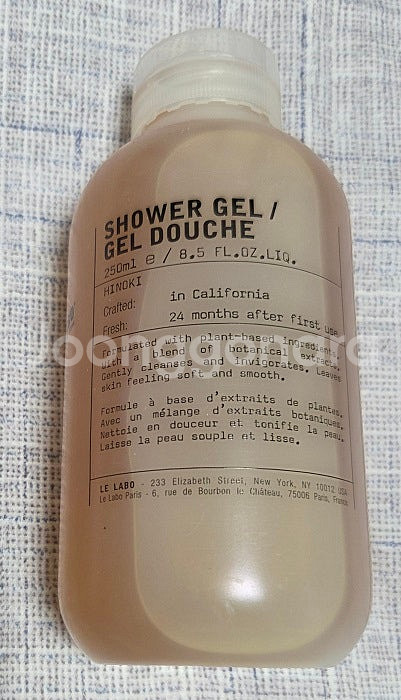 SHOWER GEL /
GEL DOUCHE
250ml e / 8.5 FL.OZ.LIQ.
HINOKI
Crafted: in California
Fresh: 24 months after first use
Formulated with plant-based ingredients
with a blend of botanical extracts.
Gently cleanses and invigorates. Leaves
skin feeling soft and smooth.
Formule à base d'extraits de plantes.
Avec un mélange d'extraits botaniques.
Nettoie en douceur et tonifie la peau.
Laisse la peau souple et lisse.
LE LABO - 233 Elizabeth Street, New York, NY 10012 USA
Le Labo Paris - 6, rue de Bourbon le Château, 75006 Paris, France